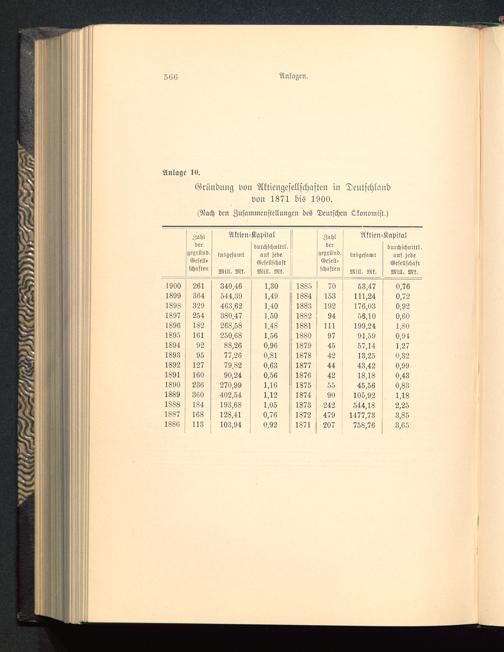 566 Anlagen.
Anlage 10.
Gründung von Aktiengesellschaften in Deutschland
von 1871 bis 1900.
(Nach den Zusammenstellungen des Deutschen Ökonomist.)
Zahl der gegründ. Gesell-schaften | Aktien-Kapital | Zahl der gegründ. Gesell-schaften | Aktien-Kapital
insgesamt Mill. Mk. | durchschnittl. auf jede Gesellschaft Mill. Mk. | insgesamt Mill. Mk. | durchschnittl. auf jede Gesellschaft Mill. Mk.
1900 261 340,46 1,30 1885 70 53,47 0,76
1899 364 544,39 1,49 1884 153 111,24 0,72
1898 329 463,62 1,40 1883 192 176,03 0,92
1897 254 380,47 1,50 1882 94 56,10 0,60
1896 182 268,58 1,48 1881 111 199,24 1,80
1895 161 250,68 1,56 1880 97 91,59 0,94
1894 92 88,26 0,96 1879 45 57,14 1,27
1893 95 77,26 0,81 1878 42 13,25 0,32
1892 127 79,82 0,63 1877 44 43,42 0,99
1891 160 90,24 0,56 1876 42 18,18 0,43
1890 236 270,99 1,16 1875 55 45,56 0,83
1889 360 402,54 1,12 1874 90 105,92 1,18
1888 184 193,68 1,05 1873 242 544,18 2,25
1887 168 128,41 0,76 1872 479 1477,73 3,85
1886 113 103,94 0,92 1871 207 758,76 3,65